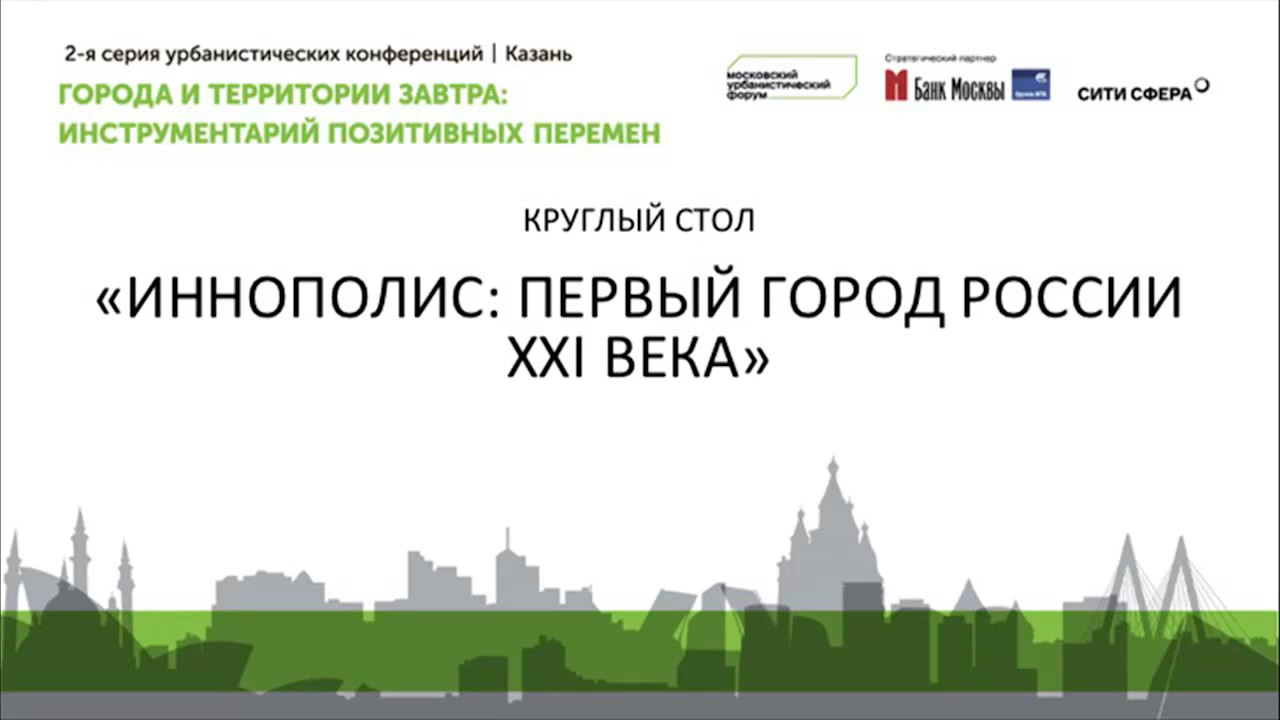 2-я серия урбанистических конференций | Казань
ГОРОДА И ТЕРРИТОРИИ ЗАВТРА:
ИНСТРУМЕНТАРИЙ ПОЗИТИВНЫХ ПЕРЕМЕН
московский
урбанистический
форум
Стратегический партнер
Банк Москвы
СИТИ СФЕРА
КРУГЛЫЙ СТОЛ
«ИННОПОЛИС: ПЕРВЫЙ ГОРОД РОССИИ
XXI ВЕКА»